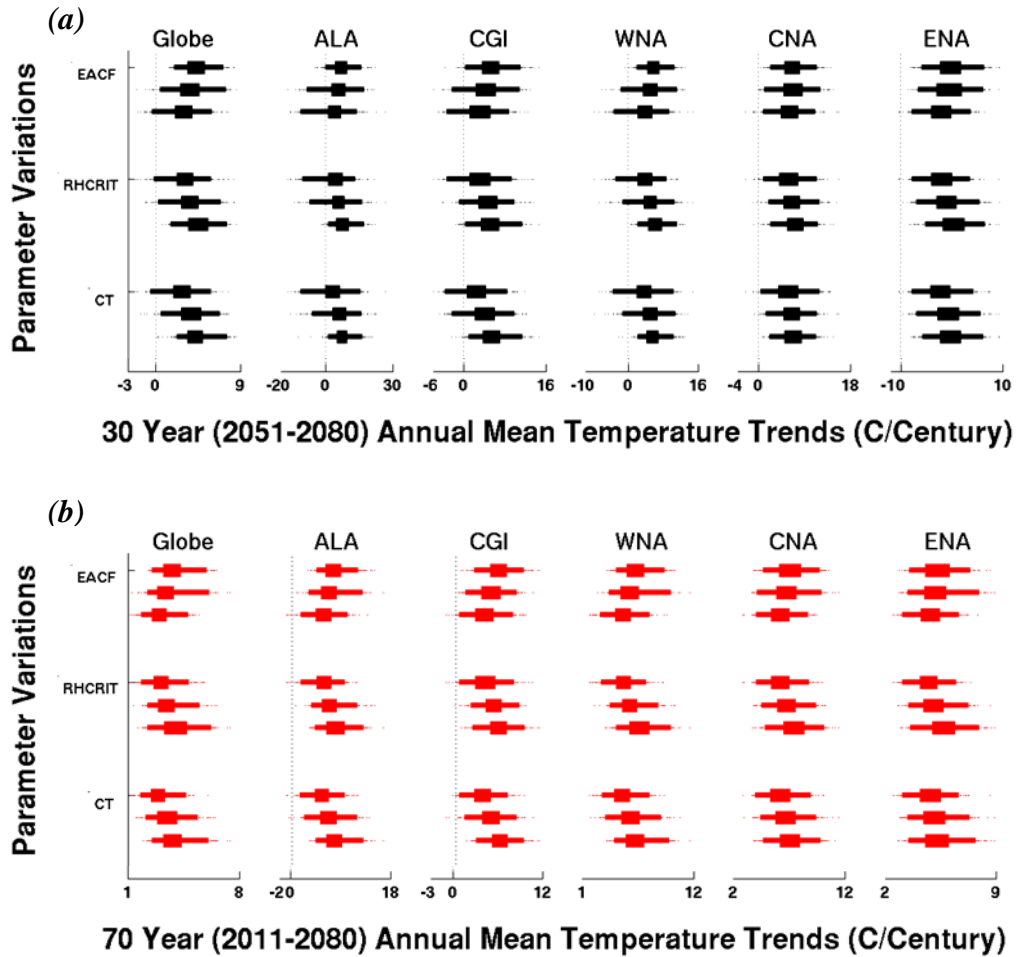 (a)
Globe ALA CGI WNA CNA ENA
Parameter Variations
EACF
RHCRIT
CT
-3 0 9 -20 0 30 -6 0 15 -10 0 16 -4 0 18 -10 10
30 Year (2051-2080) Annual Mean Temperature Trends (C/Century)
(b)
Globe ALA CGI WNA CNA ENA
Parameter Variations
EACF
RHCRIT
CT
1 8 -20 18 -3 0 12 1 12 2 12 2 9
70 Year (2011-2080) Annual Mean Temperature Trends (C/Century)